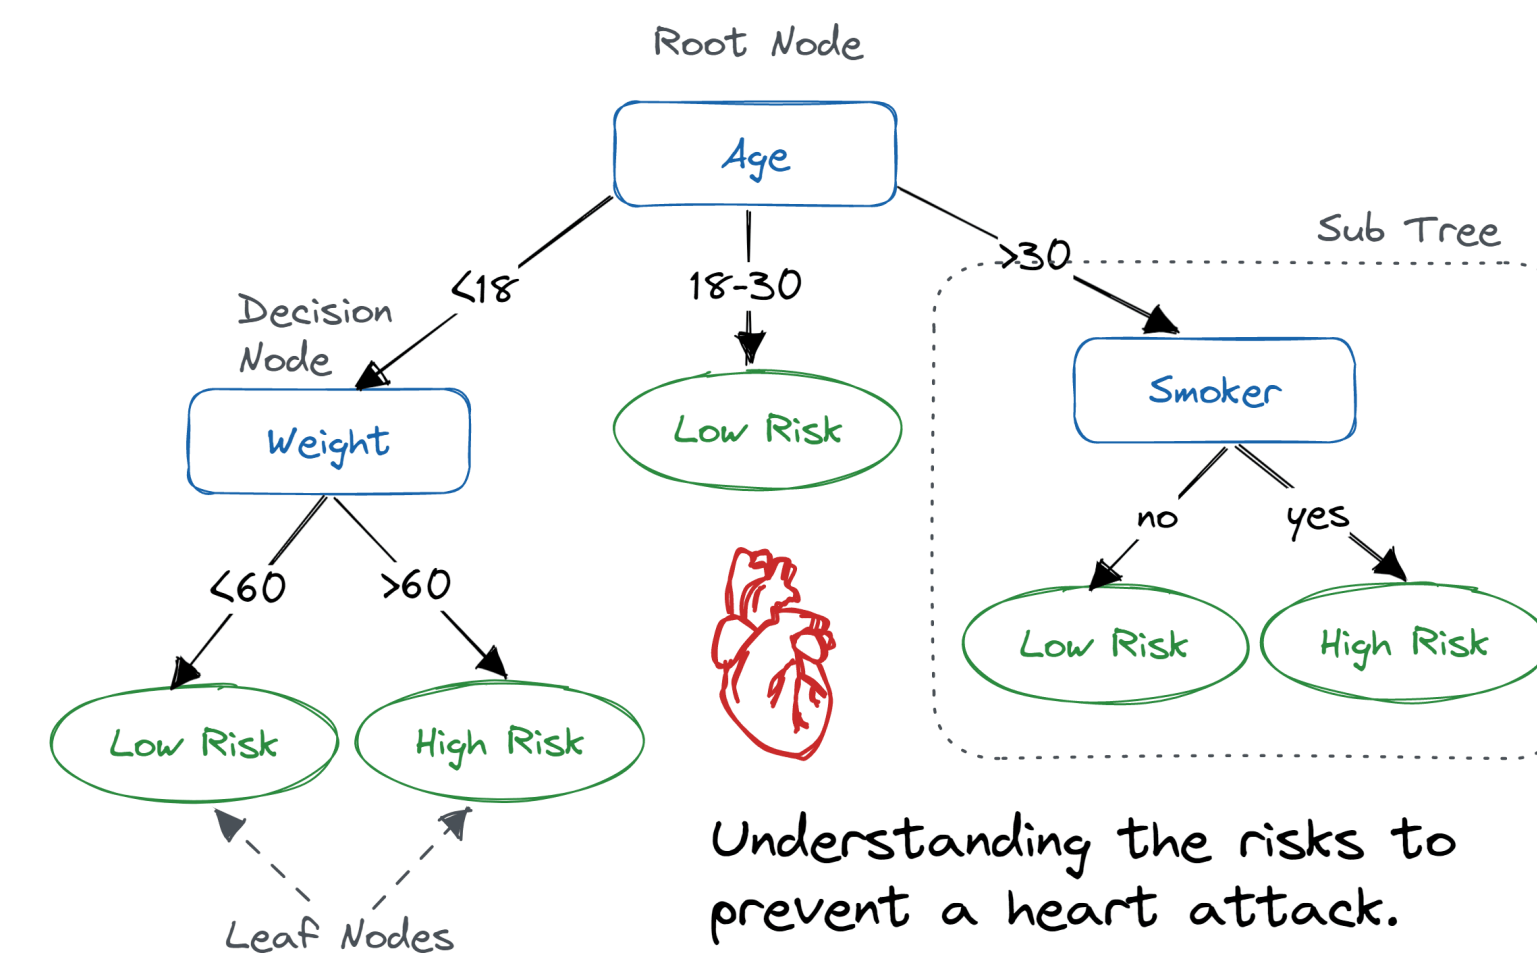 Root Node
Age
Sub Tree
>30
<18
18-30
Decision
Node
Smoker
Low Risk
Weight
no
yes
<60
>60
Low Risk
High Risk
Low Risk
High Risk
Understanding the risks to
prevent a heart attack.
Leaf Nodes